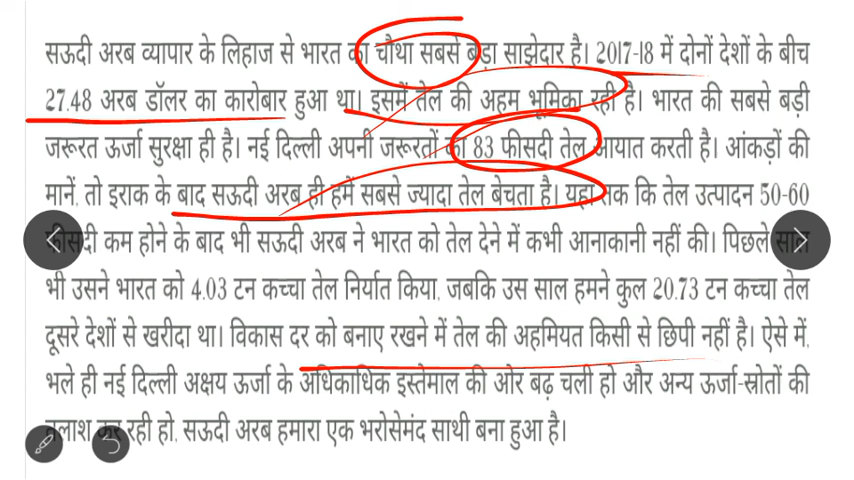 सऊदी अरब व्यापार के लिहाज से भारत का चौथा सबसे बड़ा साझेदार है। 2017-18 में दोनों देशों के बीच
27.48 अरब डॉलर का कारोबार हुआ था। इसमें तेल की अहम भूमिका रही है। भारत की सबसे बड़ी
जरूरत ऊर्जा सुरक्षा ही है। नई दिल्ली अपनी जरूरतों का 83 फीसदी तेल आयात करती है। आंकड़ों की
मानें, तो इराक के बाद सऊदी अरब ही हमें सबसे ज्यादा तेल बेचता है। यहां तक कि तेल उत्पादन 50-60
फीसदी कम होने के बाद भी सऊदी अरब ने भारत को तेल देने में कभी आनाकानी नहीं की। पिछले साल
भी उसने भारत को 4.03 टन कच्चा तेल निर्यात किया, जबकि उस साल हमने कुल 20.73 टन कच्चा तेल
दूसरे देशों से खरीदा था। विकास दर को बनाए रखने में तेल की अहमियत किसी से छिपी नहीं है। ऐसे में,
भले ही नई दिल्ली अक्षय ऊर्जा के अधिकाधिक इस्तेमाल की ओर बढ़ चली हो और अन्य ऊर्जा-स्रोतों की
तलाश कर रही हो, सऊदी अरब हमारा एक भरोसेमंद साथी बना हुआ है।